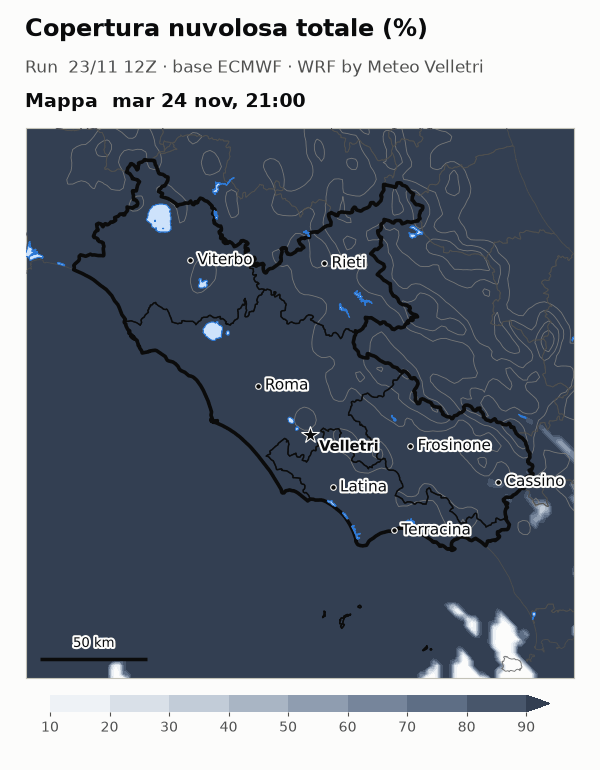 Copertura nuvolosa totale (%)
Run 23/11 12Z · base ECMWF · WRF by Meteo Velletri
Mappa mar 24 nov, 21:00
Viterbo
Rieti
Roma
Velletri
Frosinone
Cassino
Latina
Terracina
50 km
10 20 30 40 50 60 70 80 90